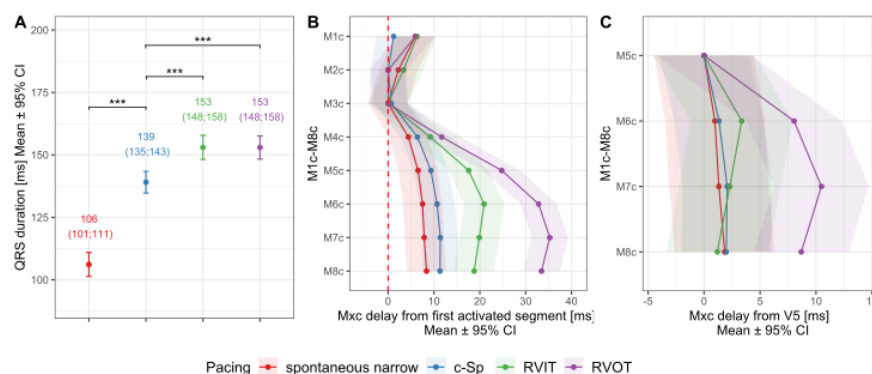 A
QRS duration [ms] Mean ± 95% CI
200
175
150
125
100
***
***
***
106
(101;111)
139
(135;143)
153
(148;158)
153
(148;158)
B
M1c-M8c
M1c
M2c
M3c
M4c
M5c
M6c
M7c
M8c
0 10 20 30 40
Mxc delay from first activated segment [ms]
Mean ± 95% CI
C
M1c-M8c
M5c
M6c
M7c
M8c
-5 0 5 10 15
Mxc delay from V5 [ms]
Mean ± 95% CI
Pacing spontaneous narrow c-Sp RVIT RVOT